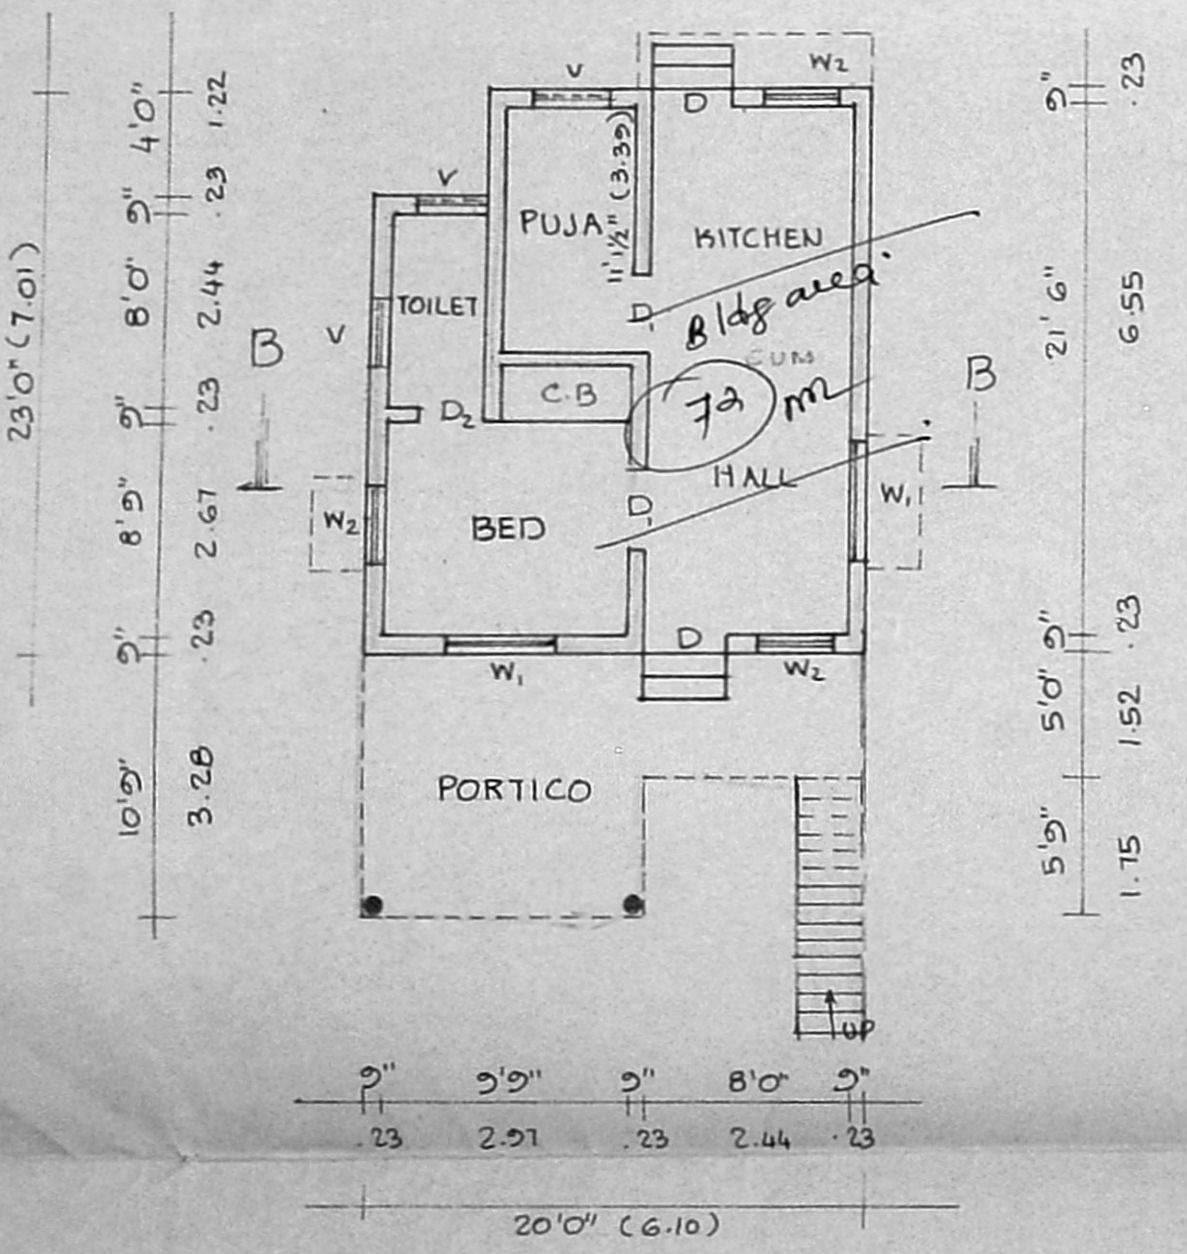 V
W2
D
9"
.23
4'0"
1.22
9"
.23
V
PUJA
11'1½" (3.39)
KITCHEN
23'0" (7.01)
8'0"
2.44
V
TOILET
D1
Bldg area
21'6"
6.55
B
CUM
B
C.B
72 m
9"
.23
D2
HALL
8'9"
2.67
W2
BED
D1
W1
9"
.23
W1
D
W2
9"
.23
5'0"
1.52
10'9"
3.28
PORTICO
5'9"
1.75
UP
9" 9'9" 9" 8'0" 9"
.23 2.97 .23 2.44 .23
20'0" (6.10)